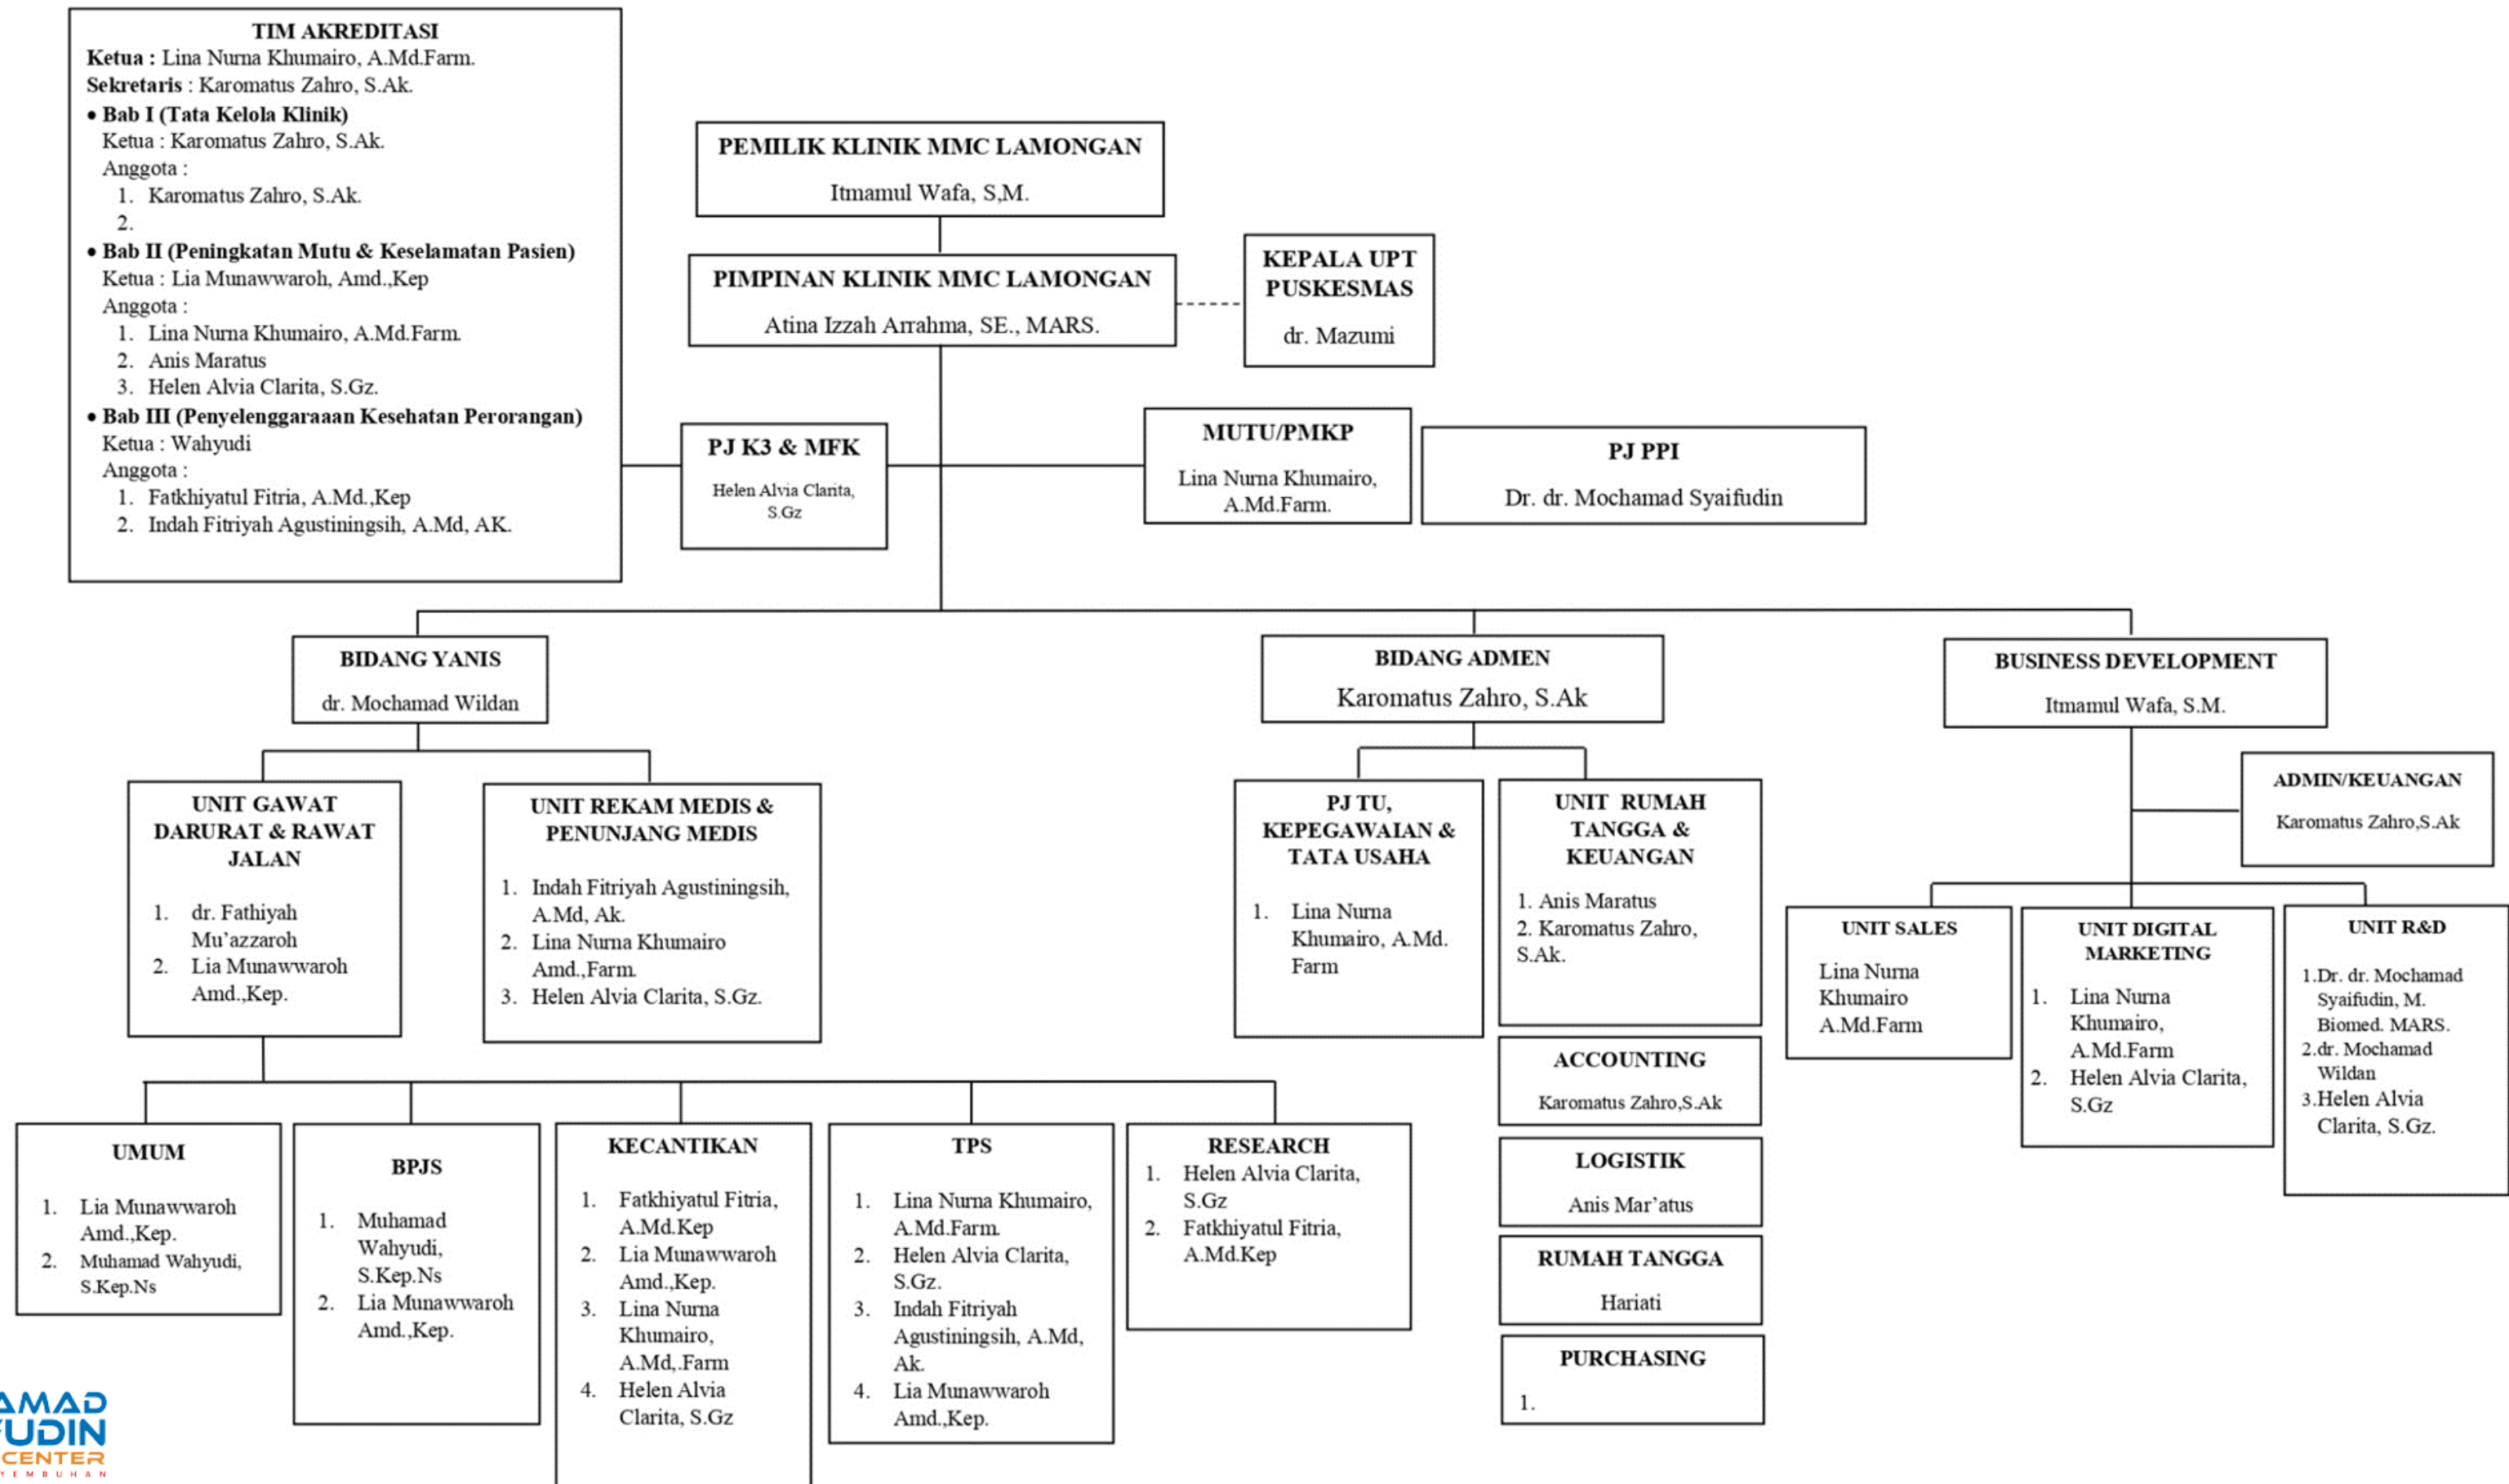 TIM AKREDITASI
Ketua : Lina Nurna Khumairo, A.Md.Farm.
Sekretaris : Karomatus Zahro, S.Ak.
• Bab I (Tata Kelola Klinik)
Ketua : Karomatus Zahro, S.Ak.
Anggota :
1. Karomatus Zahro, S.Ak.
2.
• Bab II (Peningkatan Mutu & Keselamatan Pasien)
Ketua : Lia Munawwaroh, Amd.,Kep
Anggota :
1. Lina Nurna Khumairo, A.Md.Farm.
2. Anis Maratus
3. Helen Alvia Clarita, S.Gz.
• Bab III (Penyelenggaraaan Kesehatan Perorangan)
Ketua : Wahyudi
Anggota :
1. Fatkhiyatul Fitria, A.Md.,Kep
2. Indah Fitriyah Agustiningsih, A.Md, AK.
PEMILIK KLINIK MMC LAMONGAN
Itmamul Wafa, S,M.
PIMPINAN KLINIK MMC LAMONGAN
Atina Izzah Arrahma, SE., MARS.
KEPALA UPT
PUSKESMAS
dr. Mazumi
PJ K3 & MFK
Helen Alvia Clarita,
S.Gz
MUTU/PMKP
Lina Nurna Khumairo,
A.Md.Farm.
PJ PPI
Dr. dr. Mochamad Syaifudin
BIDANG YANIS
dr. Mochamad Wildan
BIDANG ADMEN
Karomatus Zahro, S.Ak
BUSINESS DEVELOPMENT
Itmamul Wafa, S.M.
ADMIN/KEUANGAN
Karomatus Zahro,S.Ak
UNIT GAWAT
DARURAT & RAWAT
JALAN
1. dr. Fathiyah
Mu’azzaroh
2. Lia Munawwaroh
Amd.,Kep.
UNIT REKAM MEDIS &
PENUNJANG MEDIS
1. Indah Fitriyah Agustiningsih,
A.Md, Ak.
2. Lina Nurna Khumairo
Amd.,Farm.
3. Helen Alvia Clarita, S.Gz.
PJ TU,
KEPEGAWAIAN &
TATA USAHA
1. Lina Nurna
Khumairo, A.Md.
Farm
UNIT RUMAH
TANGGA &
KEUANGAN
1. Anis Maratus
2. Karomatus Zahro,
S.Ak.
UNIT SALES
Lina Nurna
Khumairo
A.Md.Farm
UNIT DIGITAL
MARKETING
1. Lina Nurna
Khumairo,
A.Md.Farm
2. Helen Alvia Clarita,
S.Gz
UNIT R&D
1.Dr. dr. Mochamad
Syaifudin, M.
Biomed. MARS.
2.dr. Mochamad
Wildan
3.Helen Alvia
Clarita, S.Gz.
ACCOUNTING
Karomatus Zahro,S.Ak
LOGISTIK
Anis Mar’atus
RUMAH TANGGA
Hariati
PURCHASING
1.
UMUM
1. Lia Munawwaroh
Amd.,Kep.
2. Muhamad Wahyudi,
S.Kep.Ns
BPJS
1. Muhamad
Wahyudi,
S.Kep.Ns
2. Lia Munawwaroh
Amd.,Kep.
KECANTIKAN
1. Fatkhiyatul Fitria,
A.Md.Kep
2. Lia Munawwaroh
Amd.,Kep.
3. Lina Nurna
Khumairo,
A.Md,.Farm
4. Helen Alvia
Clarita, S.Gz
TPS
1. Lina Nurna Khumairo,
A.Md.Farm.
2. Helen Alvia Clarita,
S.Gz.
3. Indah Fitriyah
Agustiningsih, A.Md,
Ak.
4. Lia Munawwaroh
Amd.,Kep.
RESEARCH
1. Helen Alvia Clarita,
S.Gz
2. Fatkhiyatul Fitria,
A.Md.Kep
AMAD
UDIN
CENTER
YEMBUHAN